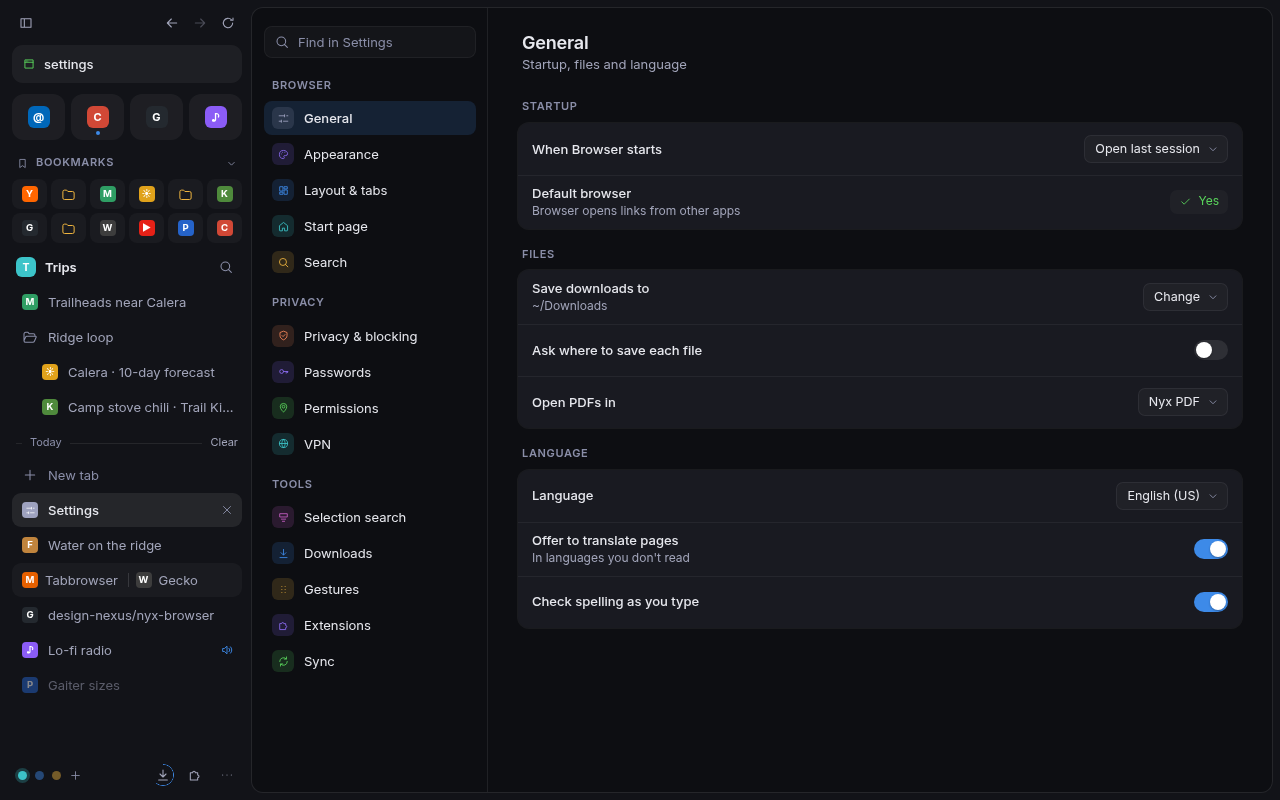 settings
@
C
G
BOOKMARKS
Y
M
K
G
W
P
C
T
Trips
M
Trailheads near Calera
Ridge loop
Calera · 10-day forecast
K
Camp stove chili · Trail Ki...
Today
Clear
New tab
Settings
F
Water on the ridge
M
Tabbrowser
W
Gecko
G
design-nexus/nyx-browser
Lo-fi radio
P
Gaiter sizes
Find in Settings
BROWSER
General
Appearance
Layout & tabs
Start page
Search
PRIVACY
Privacy & blocking
Passwords
Permissions
VPN
TOOLS
Selection search
Downloads
Gestures
Extensions
Sync
General
Startup, files and language
STARTUP
When Browser starts
Open last session
Default browser
Browser opens links from other apps
Yes
FILES
Save downloads to
~/Downloads
Change
Ask where to save each file
Open PDFs in
Nyx PDF
LANGUAGE
Language
English (US)
Offer to translate pages
In languages you don't read
Check spelling as you type